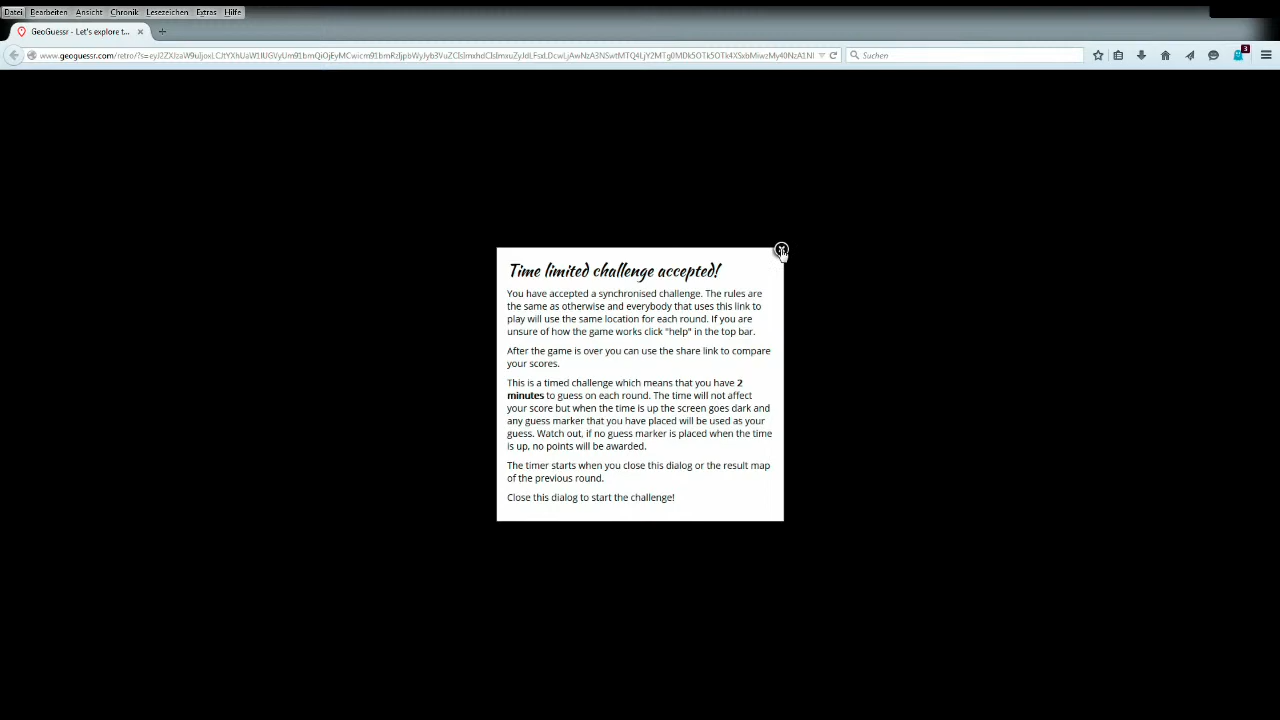 Datei Bearbeiten Ansicht Chronik Lesezeichen Extras Hilfe
GeoGuessr - Let's explore t...
www.geoguessr.com/retro/?s=
Suchen
3
Time limited challenge accepted!
You have accepted a synchronised challenge. The rules are
the same as otherwise and everybody that uses this link to
play will use the same location for each round. If you are
unsure of how the game works click "help" in the top bar.
After the game is over you can use the share link to compare
your scores.
This is a timed challenge which means that you have 2
minutes to guess on each round. The time will not affect
your score but when the time is up the screen goes dark and
any guess marker that you have placed will be used as your
guess. Watch out, if no guess marker is placed when the time
is up, no points will be awarded.
The timer starts when you close this dialog or the result map
of the previous round.
Close this dialog to start the challenge!